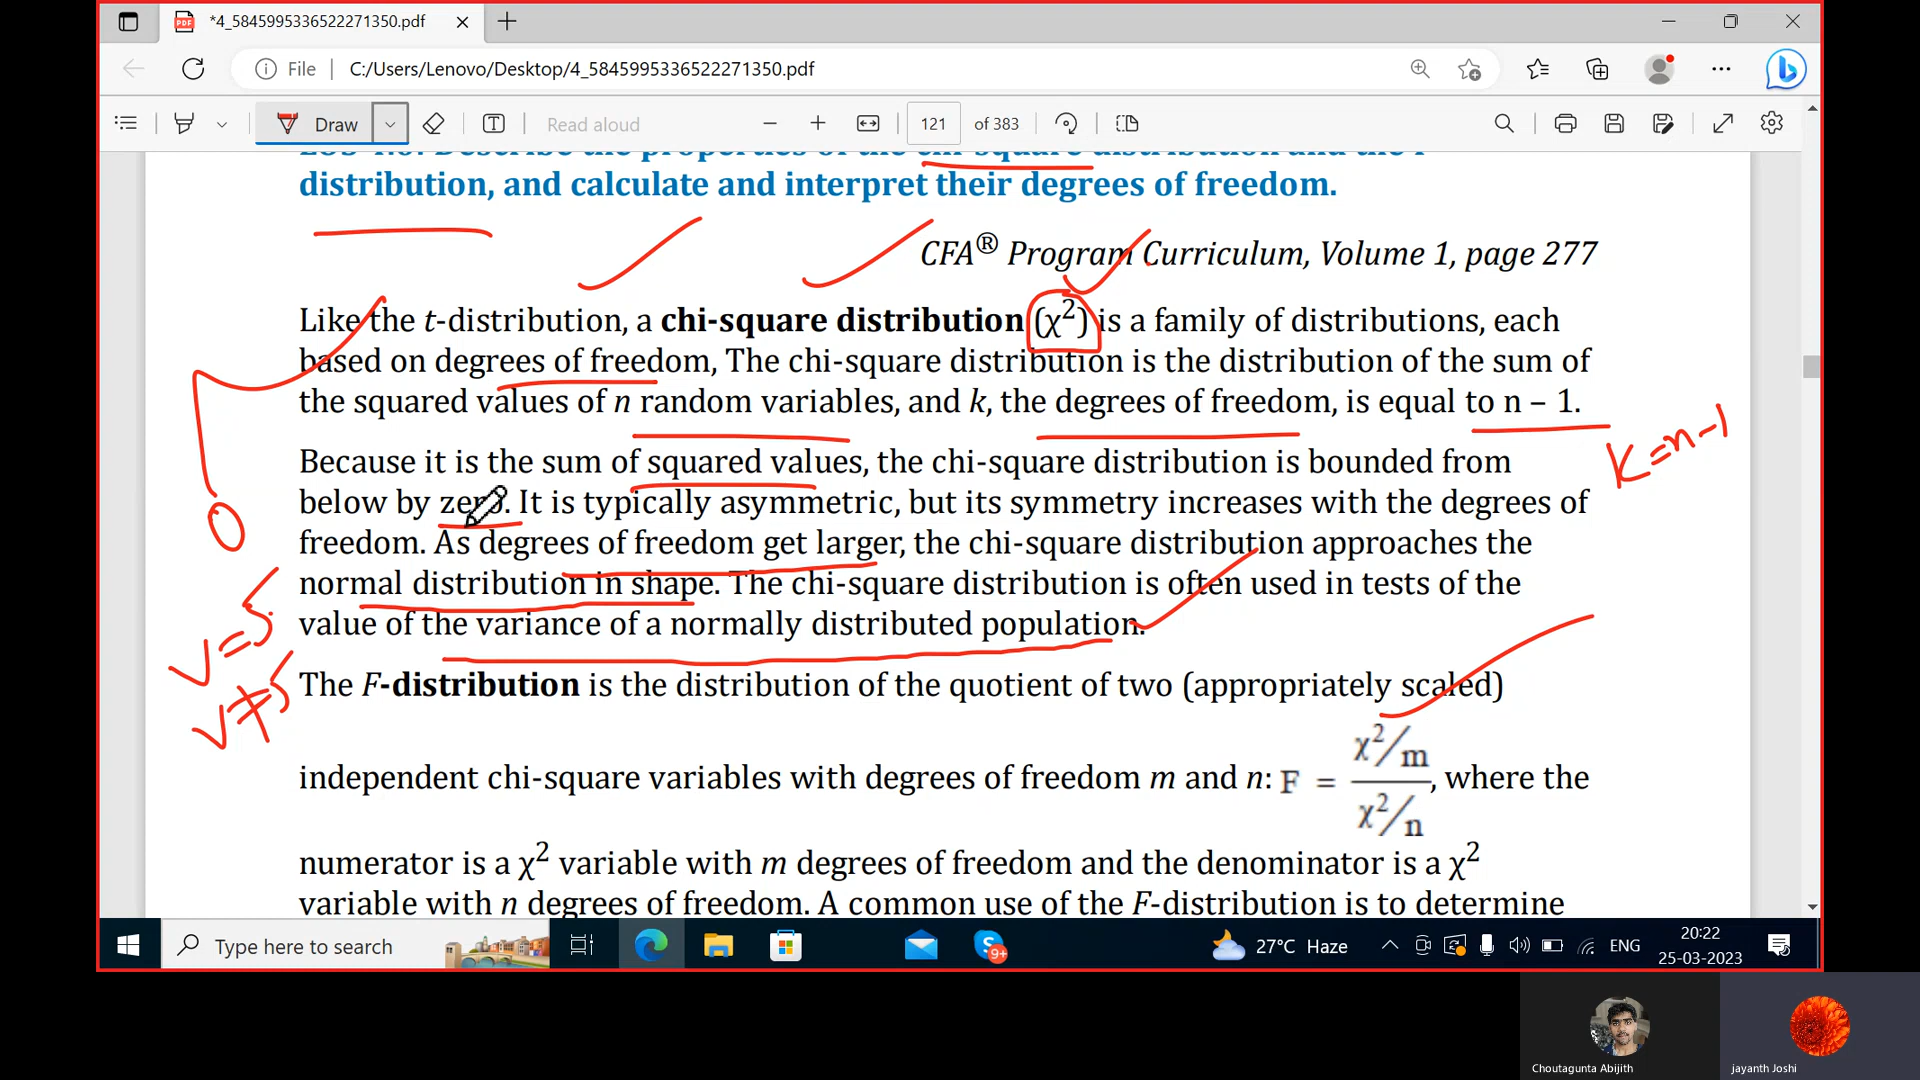 *4_5845995336522271350.pdf
File
C:/Users/Lenovo/Desktop/4_5845995336522271350.pdf
Draw
Read aloud
121 of 383
distribution, and calculate and interpret their degrees of freedom.
CFA® Program Curriculum, Volume 1, page 277
Like the t-distribution, a chi-square distribution (χ²) is a family of distributions, each
based on degrees of freedom, The chi-square distribution is the distribution of the sum of
the squared values of n random variables, and k, the degrees of freedom, is equal to n – 1.
K=n-1
Because it is the sum of squared values, the chi-square distribution is bounded from
below by zero. It is typically asymmetric, but its symmetry increases with the degrees of
0
freedom. As degrees of freedom get larger, the chi-square distribution approaches the
normal distribution in shape. The chi-square distribution is often used in tests of the
value of the variance of a normally distributed population.
V=5
V≠5
The F-distribution is the distribution of the quotient of two (appropriately scaled)
independent chi-square variables with degrees of freedom m and n: F = χ²/m / χ²/n, where the
numerator is a χ² variable with m degrees of freedom and the denominator is a χ²
variable with n degrees of freedom. A common use of the F-distribution is to determine
Type here to search
9+
27°C Haze
ENG
20:22
25-03-2023
Choutagunta Abijith
jayanth Joshi